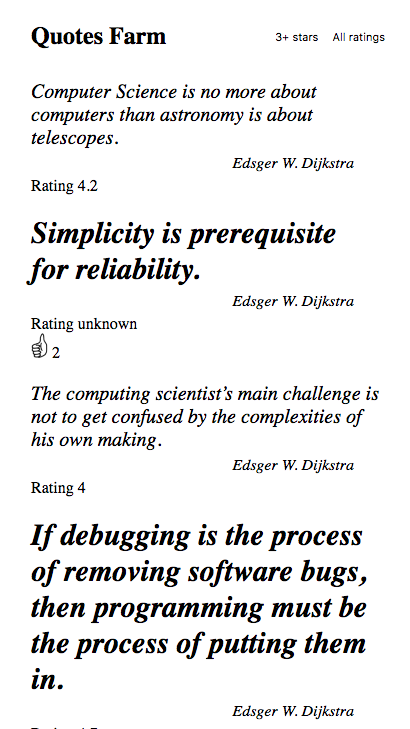 Quotes Farm
3+ stars All ratings
Computer Science is no more about
computers than astronomy is about
telescopes.
Edsger W. Dijkstra
Rating 4.2
Simplicity is prerequisite
for reliability.
Edsger W. Dijkstra
Rating unknown
2
The computing scientist’s main challenge is
not to get confused by the complexities of
his own making.
Edsger W. Dijkstra
Rating 4
If debugging is the process
of removing software bugs,
then programming must be
the process of putting them
in.
Edsger W. Dijkstra